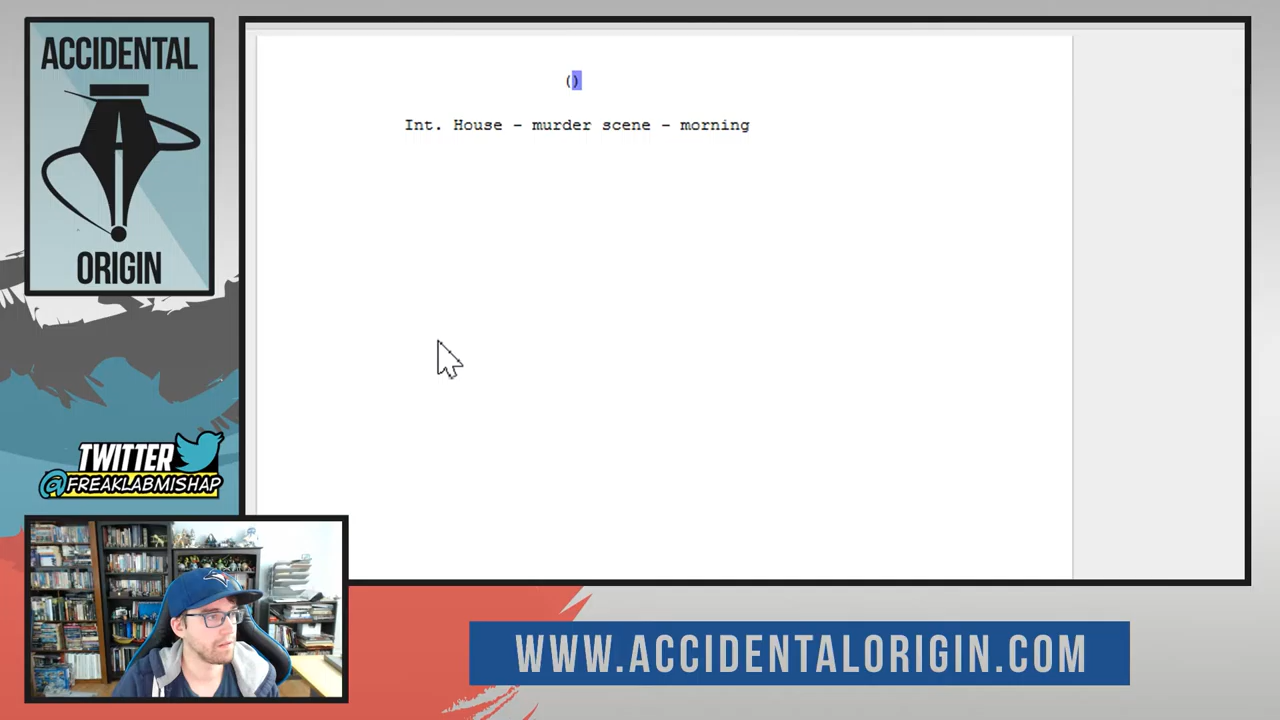 ACCIDENTAL
ORIGIN
()
Int. House - murder scene - morning
TWITTER
@FREAKLABMISHAP
WWW.ACCIDENTALORIGIN.COM